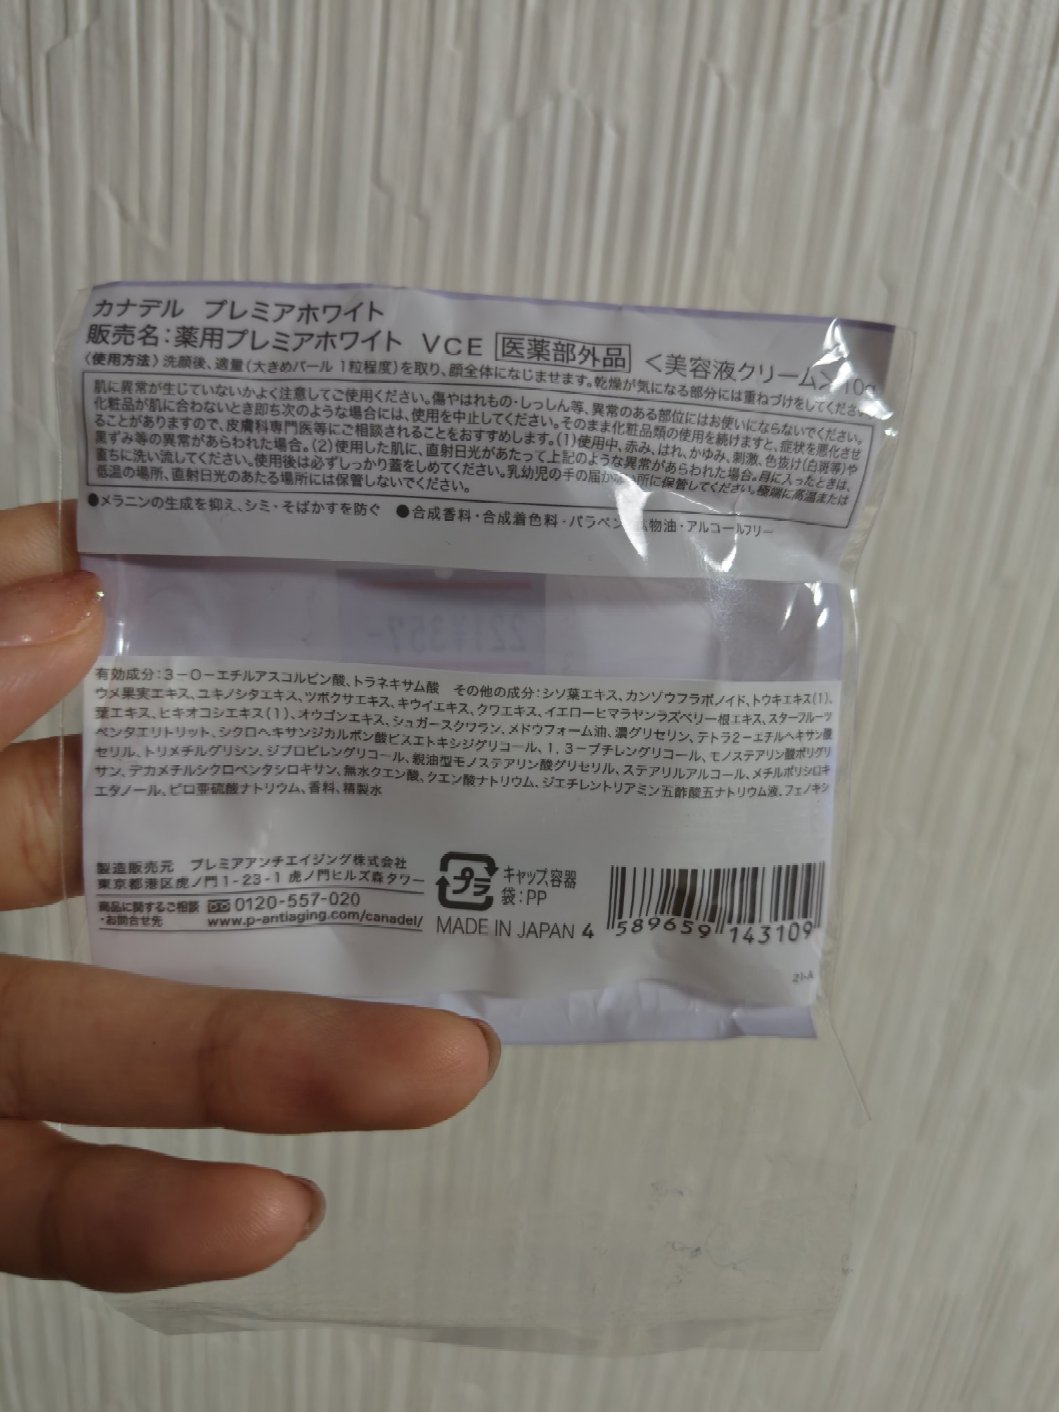 カナデル プレミアホワイト
販売名：薬用プレミアホワイト VCE 医薬部外品 ＜美容液クリーム＞10g
〈使用方法〉洗顔後、適量（大きめパール 1粒程度）を取り、顔全体になじませます。乾燥が気になる部分には重ねづけをしてください。
肌に異常が生じていないかよく注意してご使用ください。傷やはれもの・しっしん等、異常のある部位にはお使いにならないでください。
化粧品が肌に合わないとき即ち次のような場合には、使用を中止してください。そのまま化粧品類の使用を続けますと、症状を悪化させ
ることがありますので、皮膚科専門医等にご相談されることをおすすめします。（1）使用中、赤み、はれ、かゆみ、刺激、色抜け（白斑等）や
黒ずみ等の異常があらわれた場合。（2）使用した肌に、直射日光があたって上記のような異常があらわれた場合。目に入ったときは、
直ちに洗い流してください。使用後は必ずしっかり蓋をしめてください。乳幼児の手の届か 所に保管してください。極端に高温または
低温の場所、直射日光のあたる場所には保管しないでください。
●メラニンの生成を抑え、シミ・そばかすを防ぐ ●合成香料・合成着色料・パラベン 物油・アルコールフリー
有効成分：3－O－エチルアスコルビン酸、トラネキサム酸 その他の成分：シソ葉エキス、カンゾウフラボノイド、トウキエキス（1）、
ウメ果実エキス、ユキノシタエキス、ツボクサエキス、キウイエキス、クワエキス、イエローヒマラヤンラズベリー根エキス、スターフルーツ
葉エキス、ヒキオコシエキス（1）、オウゴンエキス、シュガースクワラン、メドウフォーム油、濃グリセリン、テトラ2－エチルヘキサン酸
ペンタエリトリット、シクロヘキサンジカルボン酸ビスエトキシジグリコール、1，3－ブチレングリコール、モノステアリン酸ポリグリ
セリル、トリメチルグリシン、ジプロピレングリコール、親油型モノステアリン酸グリセリル、ステアリルアルコール、メチルポリシロキ
サン、デカメチルシクロペンタシロキサン、無水クエン酸、クエン酸ナトリウム、ジエチレントリアミン五酢酸五ナトリウム液、フェノキシ
エタノール、ピロ亜硫酸ナトリウム、香料、精製水
製造販売元 プレミアアンチエイジング株式会社
東京都港区虎ノ門1-23-1 虎ノ門ヒルズ森タワー
商品に関するご相談 0120-557-020
・お問合せ先 www.p-antiaging.com/canadel/
プラ キャップ、容器
袋：PP
MADE IN JAPAN
4 589659 143109
21-A